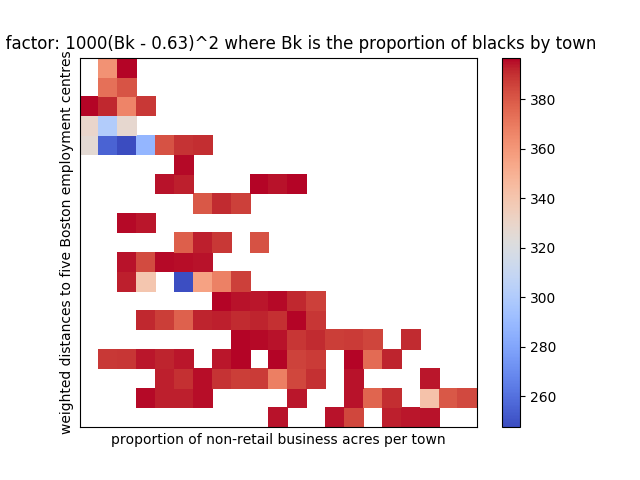 factor: 1000(Bk - 0.63)^2 where Bk is the proportion of blacks by town
weighted distances to five Boston employment centres
proportion of non-retail business acres per town
380
360
340
320
300
280
260